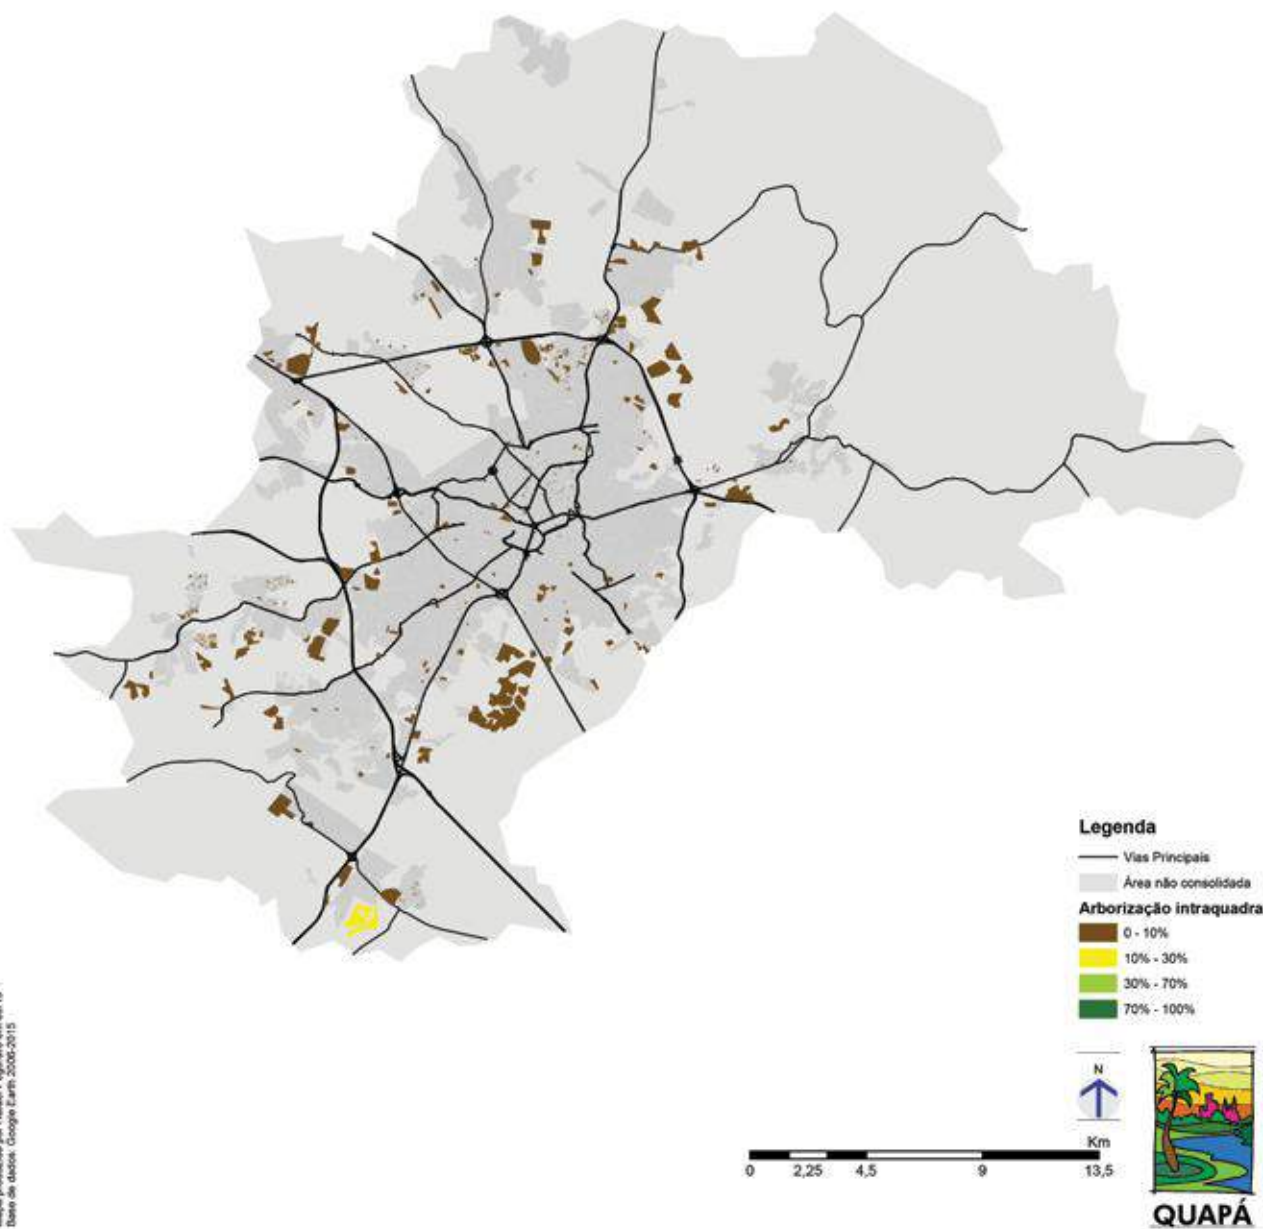 Legenda
Vias Principais
Área não consolidada
Arborização intraquadra
0 - 10%
10% - 30%
30% - 70%
70% - 100%
N
Km
0 2,25 4,5 9 13,5
QUAPÁ
Base de dados: Google Earth 2006-2015